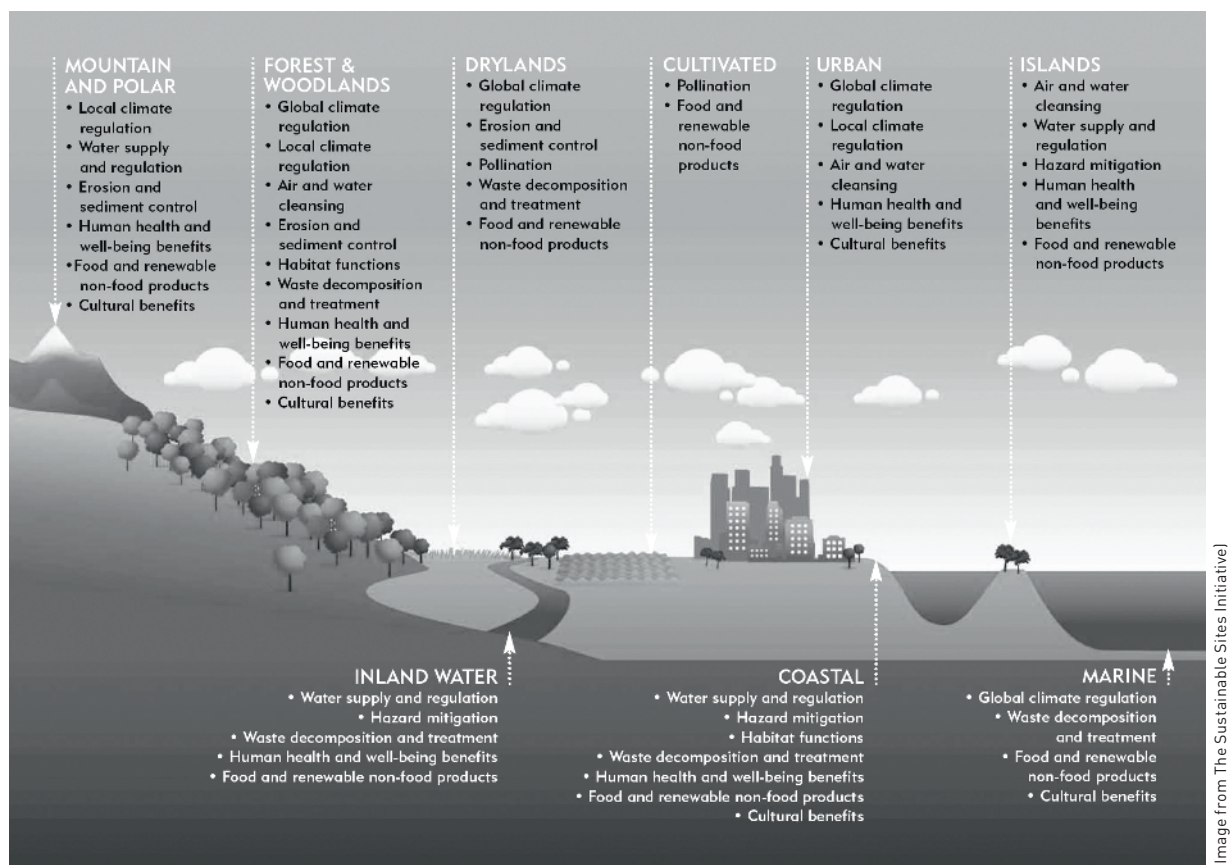 MOUNTAIN
AND POLAR
• Local climate
regulation
• Water supply
and regulation
• Erosion and
sediment control
• Human health and
well-being benefits
•Food and renewable
non-food products
• Cultural benefits
FOREST &
WOODLANDS
• Global climate
regulation
• Local climate
regulation
• Air and water
cleansing
• Erosion and
sediment control
• Habitat functions
• Waste decomposition
and treatment
• Human health and
well-being benefits
• Food and renewable
non-food products
• Cultural benefits
DRYLANDS
• Global climate
regulation
• Erosion and
sediment control
• Pollination
• Waste decomposition
and treatment
• Food and renewable
non-food products
CULTIVATED
• Pollination
• Food and
renewable
non-food
products
URBAN
• Global climate
regulation
• Local climate
regulation
• Air and water
cleansing
• Human health and
well-being benefits
• Cultural benefits
ISLANDS
• Air and water
cleansing
• Water supply and
regulation
• Hazard mitigation
• Human health
and well-being
benefits
• Food and renewable
non-food products
INLAND WATER
• Water supply and regulation
• Hazard mitigation
• Waste decomposition and treatment
• Human health and well-being benefits
• Food and renewable non-food products
COASTAL
• Water supply and regulation
• Hazard mitigation
• Habitat functions
• Waste decomposition and treatment
• Human health and well-being benefits
• Food and renewable non-food products
• Cultural benefits
MARINE
• Global climate regulation
• Waste decomposition
and treatment
• Food and renewable
non-food products
• Cultural benefits
Image from The Sustainable Sites Initiative)